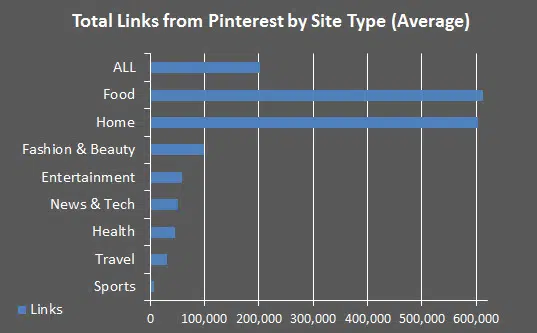 Total Links from Pinterest by Site Type (Average)
ALL
Food
Home
Fashion & Beauty
Entertainment
News & Tech
Health
Travel
Sports
Links
0 100,000 200,000 300,000 400,000 500,000 600,000